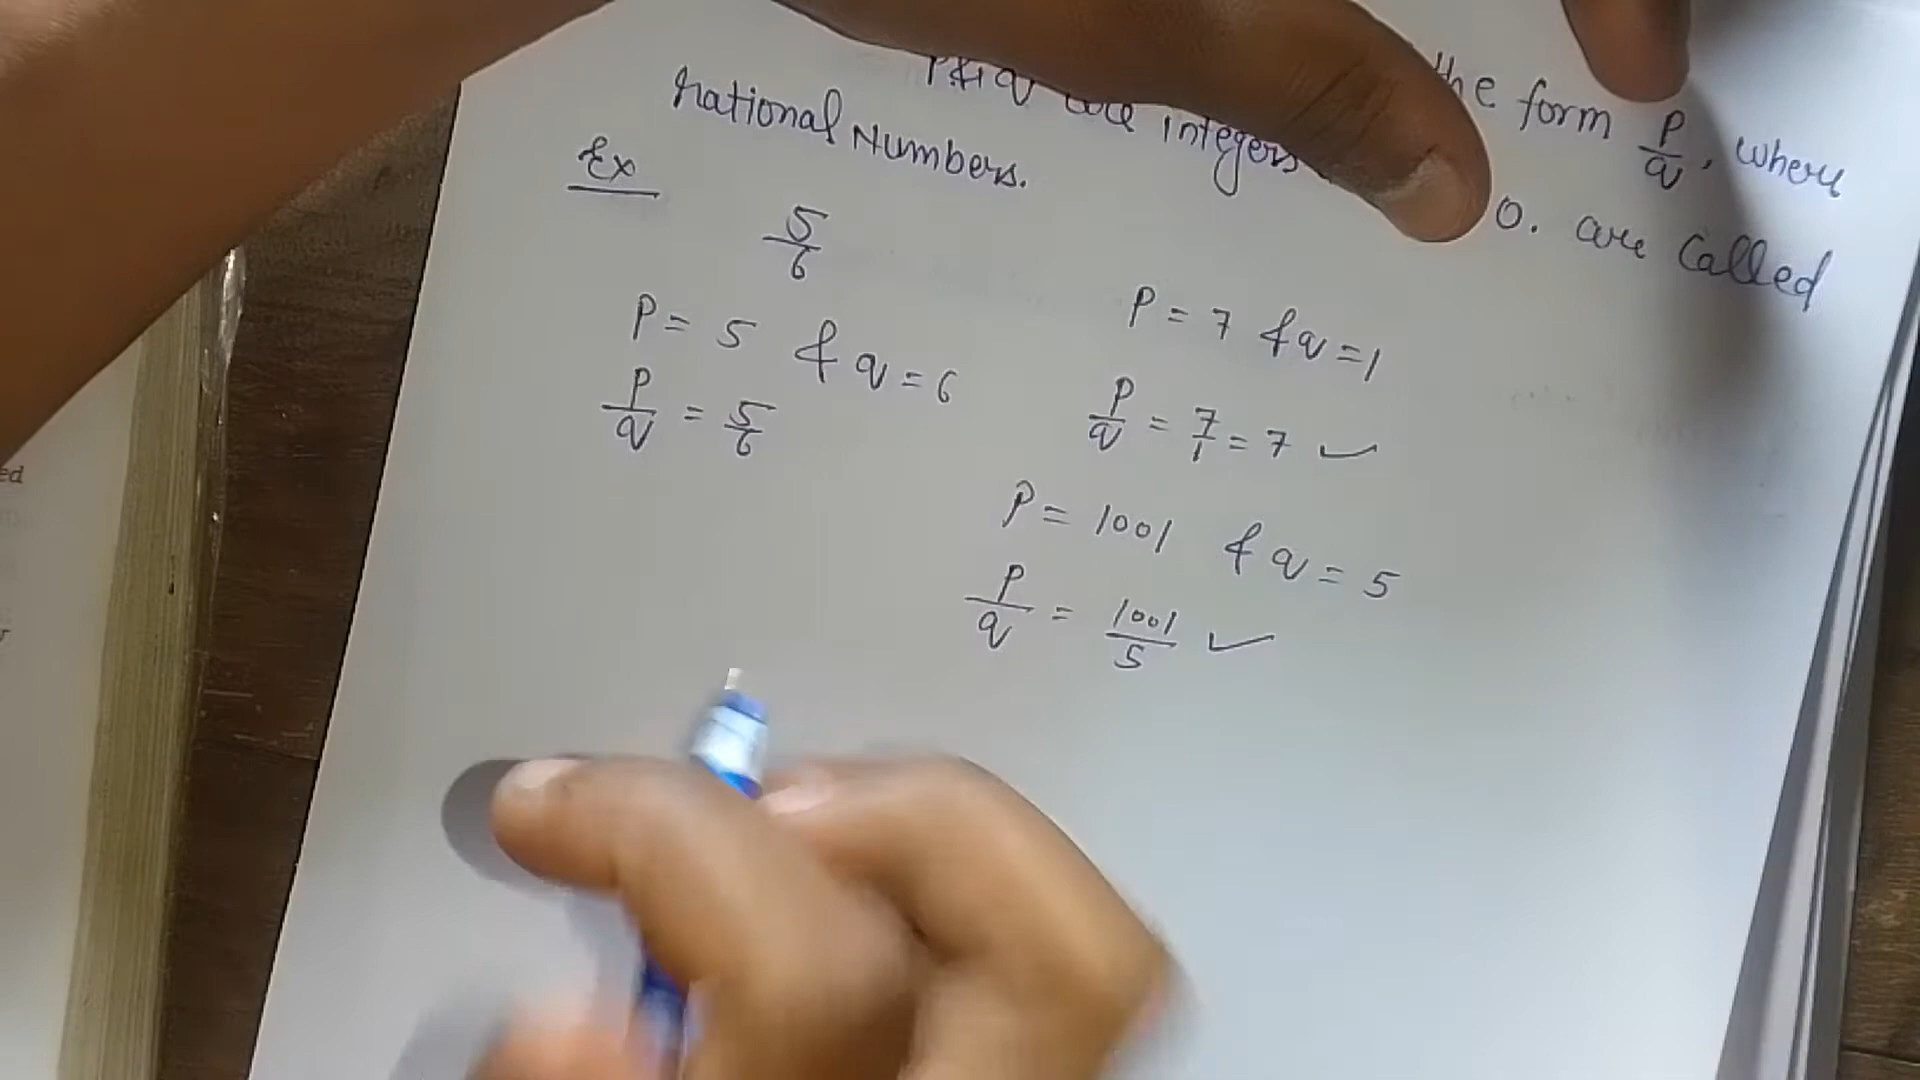 the form p/q, where
p & q are integers 0. are called
rational Numbers.
Ex
5/6
P = 5 & q = 6
P/q = 5/6
P = 7 & q = 1
P/q = 7/1 = 7 ✓
P = 1001 & q = 5
P/q = 1001/5 ✓
ed